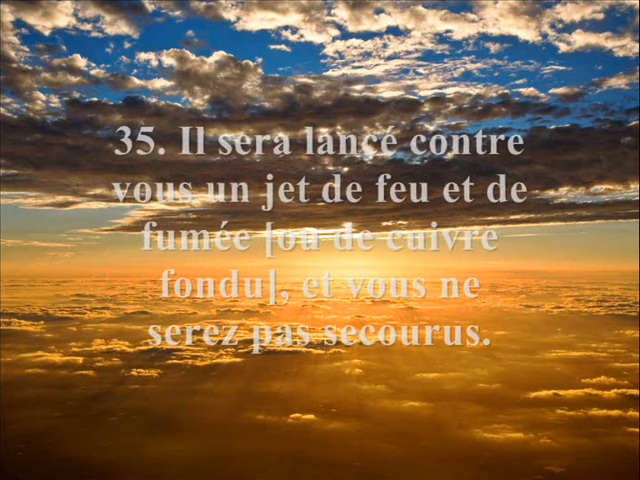 35. Il sera lancé contre
vous un jet de feu et de
fumée [ou de cuivre
fondu], et vous ne
serez pas secourus.